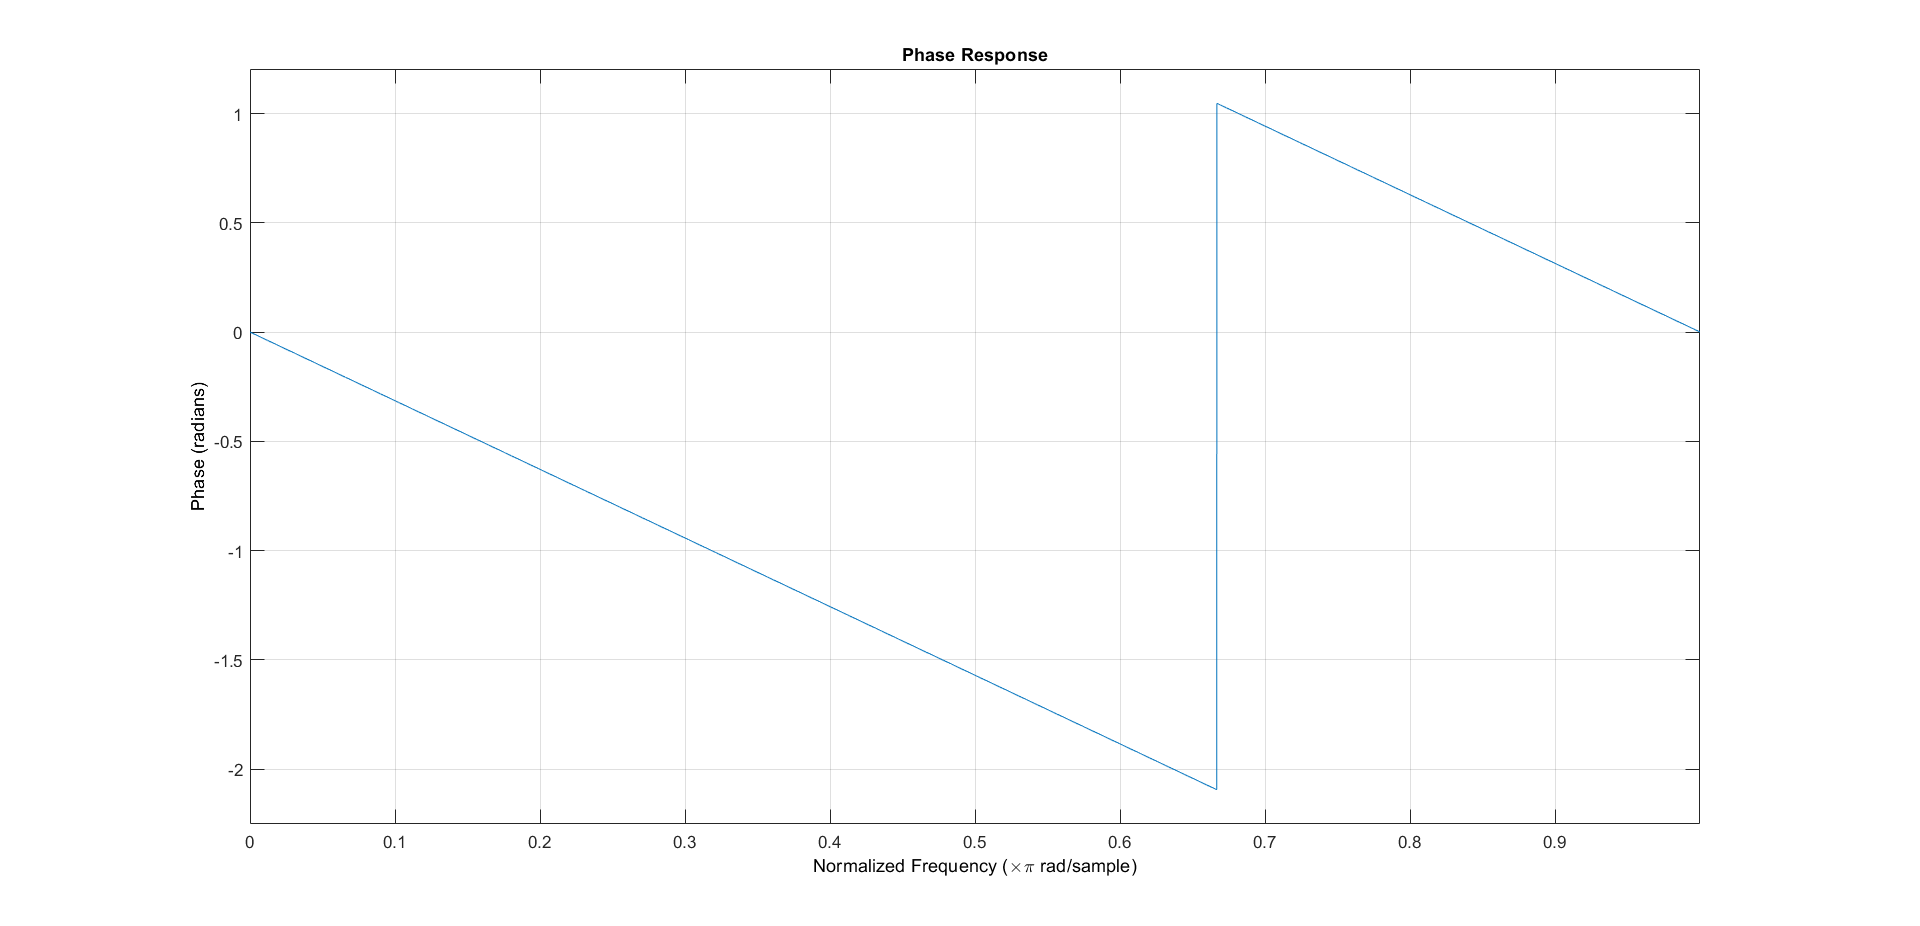 Phase Response
1
0.5
0
-0.5
-1
-1.5
-2
Phase (radians)
0 0.1 0.2 0.3 0.4 0.5 0.6 0.7 0.8 0.9
Normalized Frequency (×π rad/sample)